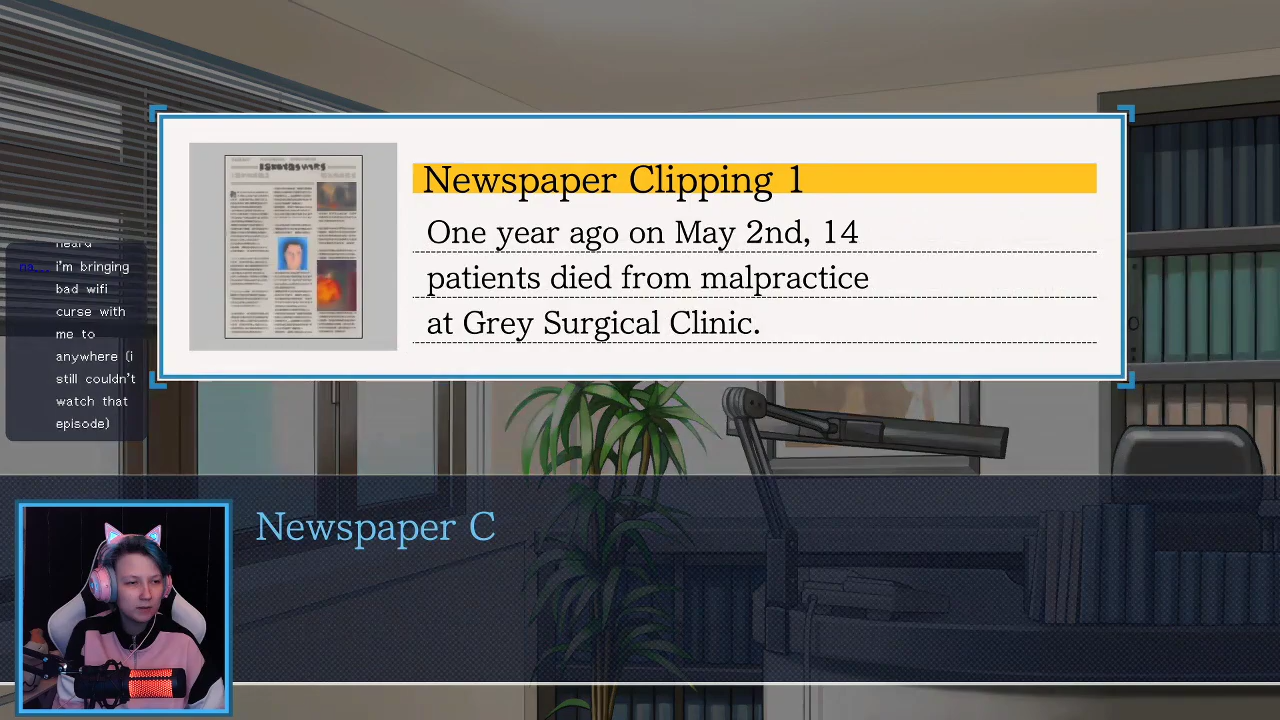 Newspaper Clipping 1
One year ago on May 2nd, 14
patients died from malpractice
at Grey Surgical Clinic.
i'm bringing
bad wifi
curse with
me to
anywhere (i
still couldn't
watch that
episode)
Newspaper C